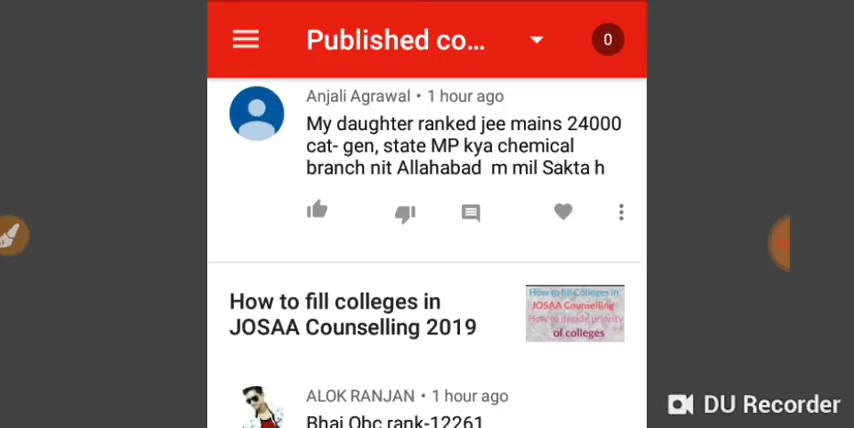 Published co...
0
Anjali Agrawal • 1 hour ago
My daughter ranked jee mains 24000
cat- gen, state MP kya chemical
branch nit Allahabad m mil Sakta h
How to fill colleges in
JOSAA Counselling 2019
How to fill Colleges in
JOSAA Counselling
How to decide priority
of colleges
ALOK RANJAN • 1 hour ago
Bhai Obc rank-12261
DU Recorder